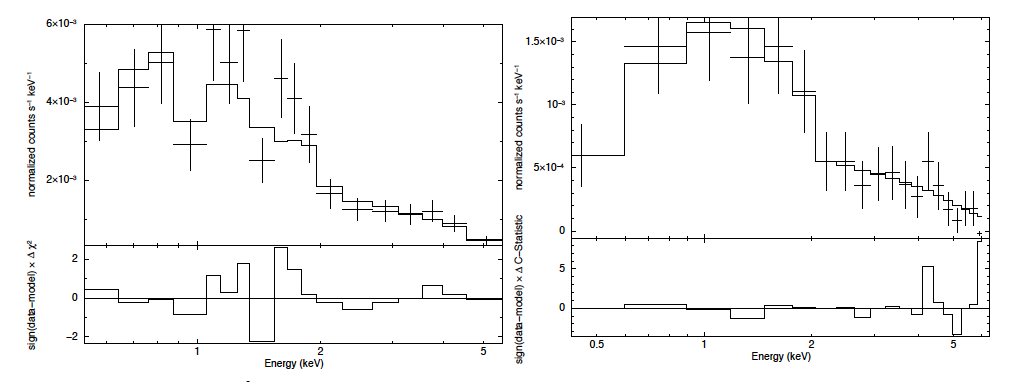 6×10⁻³
4×10⁻³
2×10⁻³
normalized counts s⁻¹ keV⁻¹
2
0
−2
sign(data−model) × Δ χ²
1 2 5
Energy (keV)
1.5×10⁻³
10⁻³
5×10⁻⁴
0
normalized counts s⁻¹ keV⁻¹
5
0
sign(data−model) × Δ C−Statistic
0.5 1 2 5
Energy (keV)